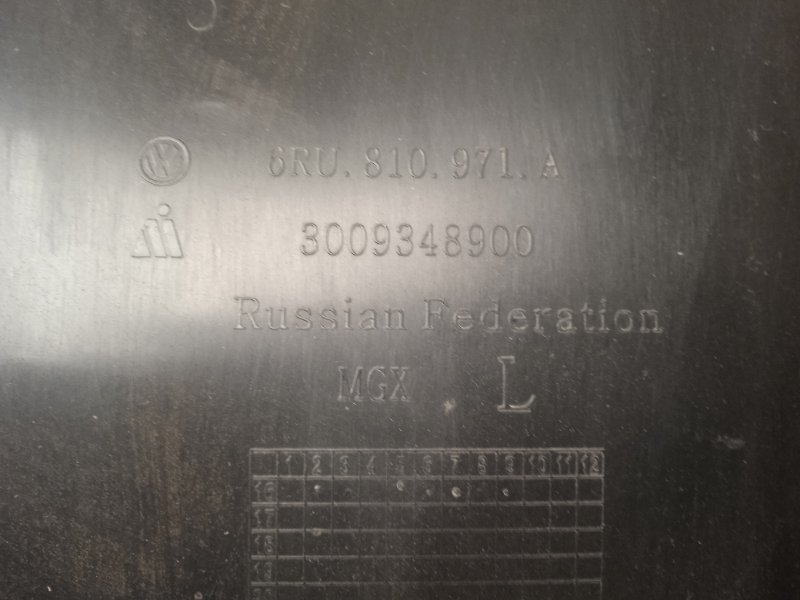 6RU.810.971.A
3009348900
Russian Federation
MGX L
1 2 3 4 5 6 7 8 9 10 11 12